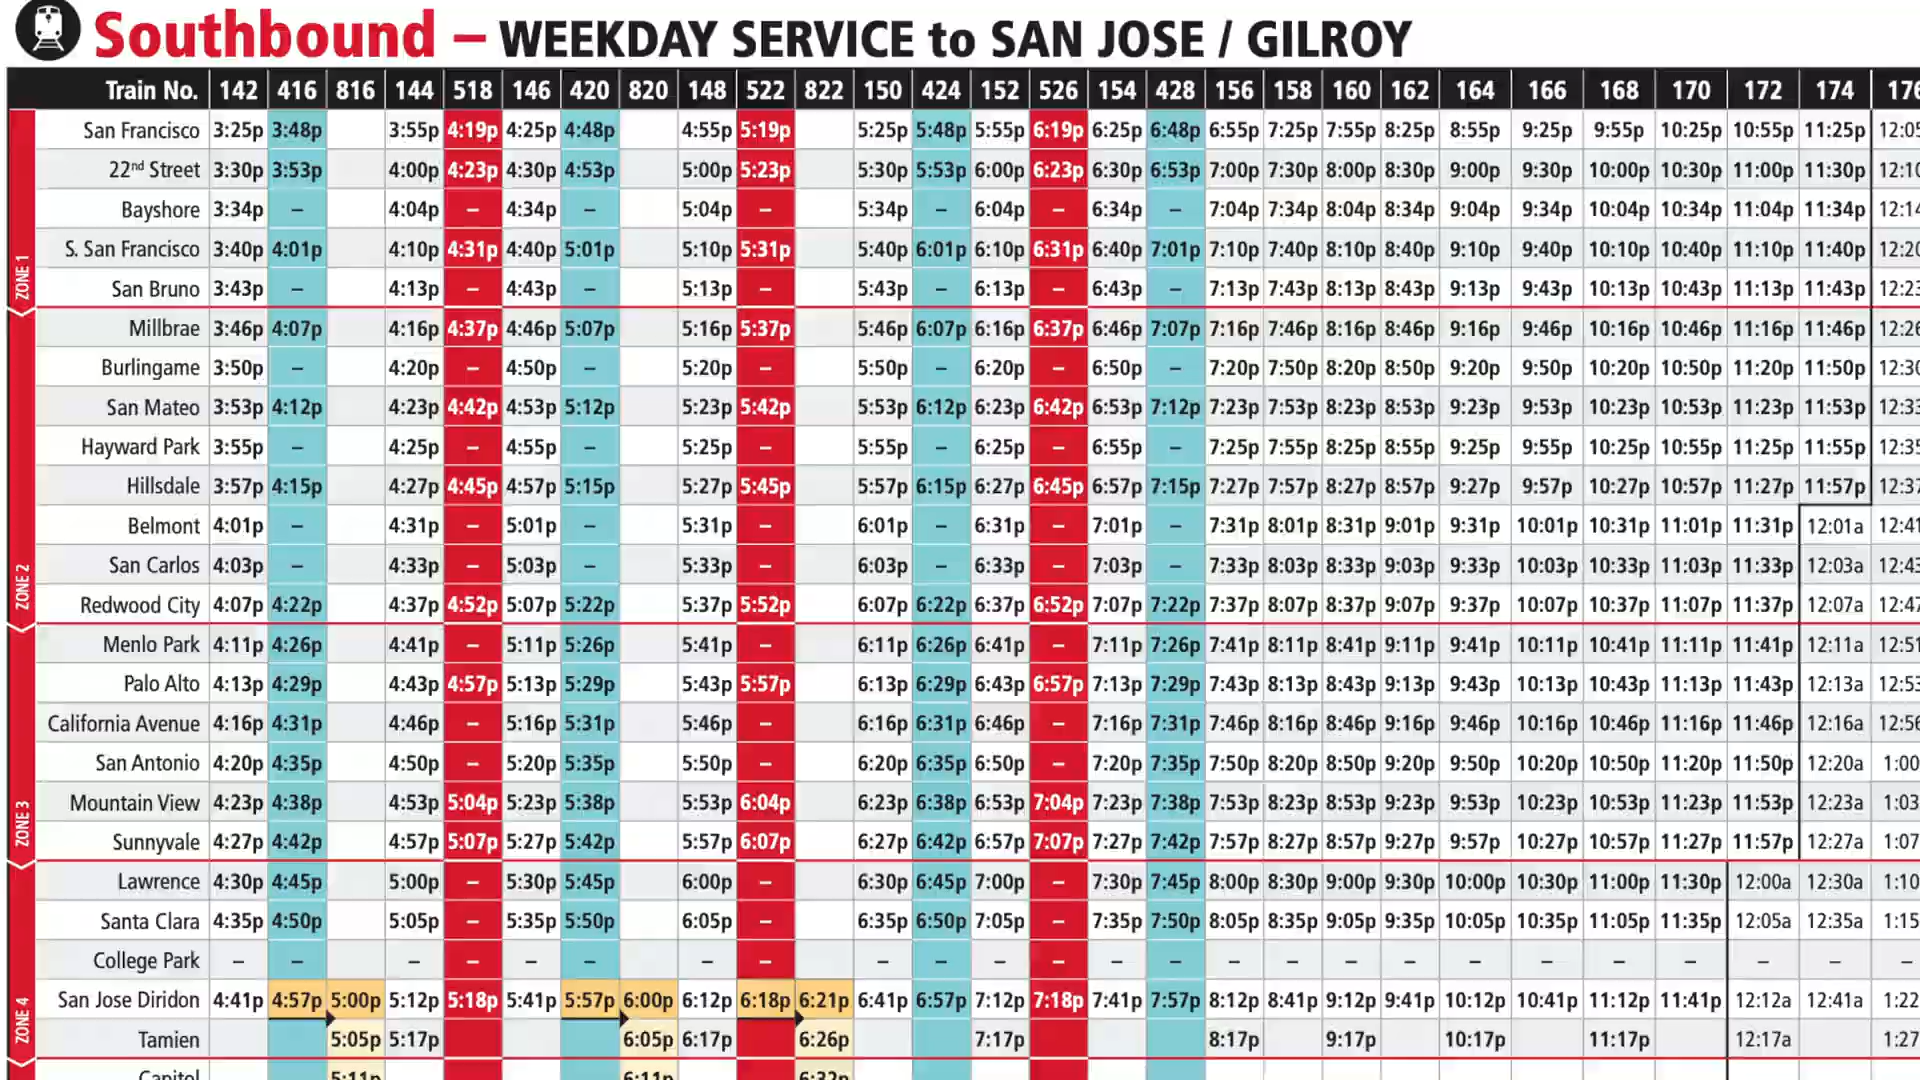 Southbound – WEEKDAY SERVICE to SAN JOSE / GILROY
Train No. 142 416 816 144 518 146 420 820 148 522 822 150 424 152 526 154 428 156 158 160 162 164 166 168 170 172 174
San Francisco 3:25p 3:48p 3:55p 4:19p 4:25p 4:48p 4:55p 5:19p 5:25p 5:48p 5:55p 6:19p 6:25p 6:48p 6:55p 7:25p 7:55p 8:25p 8:55p 9:25p 9:55p 10:25p 10:55p 11:25p
22nd Street 3:30p 3:53p 4:00p 4:23p 4:30p 4:53p 5:00p 5:23p 5:30p 5:53p 6:00p 6:23p 6:30p 6:53p 7:00p 7:30p 8:00p 8:30p 9:00p 9:30p 10:00p 10:30p 11:00p 11:30p
Bayshore 3:34p – 4:04p – 4:34p – 5:04p – 5:34p – 6:04p – 6:34p – 7:04p 7:34p 8:04p 8:34p 9:04p 9:34p 10:04p 10:34p 11:04p 11:34p
S. San Francisco 3:40p 4:01p 4:10p 4:31p 4:40p 5:01p 5:10p 5:31p 5:40p 6:01p 6:10p 6:31p 6:40p 7:01p 7:10p 7:40p 8:10p 8:40p 9:10p 9:40p 10:10p 10:40p 11:10p 11:40p
ZONE 1
San Bruno 3:43p – 4:13p – 4:43p – 5:13p – 5:43p – 6:13p – 6:43p – 7:13p 7:43p 8:13p 8:43p 9:13p 9:43p 10:13p 10:43p 11:13p 11:43p
Millbrae 3:46p 4:07p 4:16p 4:37p 4:46p 5:07p 5:16p 5:37p 5:46p 6:07p 6:16p 6:37p 6:46p 7:07p 7:16p 7:46p 8:16p 8:46p 9:16p 9:46p 10:16p 10:46p 11:16p 11:46p
Burlingame 3:50p – 4:20p – 4:50p – 5:20p – 5:50p – 6:20p – 6:50p – 7:20p 7:50p 8:20p 8:50p 9:20p 9:50p 10:20p 10:50p 11:20p 11:50p
San Mateo 3:53p 4:12p 4:23p 4:42p 4:53p 5:12p 5:23p 5:42p 5:53p 6:12p 6:23p 6:42p 6:53p 7:12p 7:23p 7:53p 8:23p 8:53p 9:23p 9:53p 10:23p 10:53p 11:23p 11:53p
Hayward Park 3:55p – 4:25p – 4:55p – 5:25p – 5:55p – 6:25p – 6:55p – 7:25p 7:55p 8:25p 8:55p 9:25p 9:55p 10:25p 10:55p 11:25p 11:55p
Hillsdale 3:57p 4:15p 4:27p 4:45p 4:57p 5:15p 5:27p 5:45p 5:57p 6:15p 6:27p 6:45p 6:57p 7:15p 7:27p 7:57p 8:27p 8:57p 9:27p 9:57p 10:27p 10:57p 11:27p 11:57p
Belmont 4:01p – 4:31p – 5:01p – 5:31p – 6:01p – 6:31p – 7:01p – 7:31p 8:01p 8:31p 9:01p 9:31p 10:01p 10:31p 11:01p 11:31p 12:01a
San Carlos 4:03p – 4:33p – 5:03p – 5:33p – 6:03p – 6:33p – 7:03p – 7:33p 8:03p 8:33p 9:03p 9:33p 10:03p 10:33p 11:03p 11:33p 12:03a
ZONE 2
Redwood City 4:07p 4:22p 4:37p 4:52p 5:07p 5:22p 5:37p 5:52p 6:07p 6:22p 6:37p 6:52p 7:07p 7:22p 7:37p 8:07p 8:37p 9:07p 9:37p 10:07p 10:37p 11:07p 11:37p 12:07a
Menlo Park 4:11p 4:26p 4:41p – 5:11p 5:26p 5:41p – 6:11p 6:26p 6:41p – 7:11p 7:26p 7:41p 8:11p 8:41p 9:11p 9:41p 10:11p 10:41p 11:11p 11:41p 12:11a
Palo Alto 4:13p 4:29p 4:43p 4:57p 5:13p 5:29p 5:43p 5:57p 6:13p 6:29p 6:43p 6:57p 7:13p 7:29p 7:43p 8:13p 8:43p 9:13p 9:43p 10:13p 10:43p 11:13p 11:43p 12:13a
California Avenue 4:16p 4:31p 4:46p – 5:16p 5:31p 5:46p – 6:16p 6:31p 6:46p – 7:16p 7:31p 7:46p 8:16p 8:46p 9:16p 9:46p 10:16p 10:46p 11:16p 11:46p 12:16a
San Antonio 4:20p 4:35p 4:50p – 5:20p 5:35p 5:50p – 6:20p 6:35p 6:50p – 7:20p 7:35p 7:50p 8:20p 8:50p 9:20p 9:50p 10:20p 10:50p 11:20p 11:50p 12:20a 1:00
Mountain View 4:23p 4:38p 4:53p 5:04p 5:23p 5:38p 5:53p 6:04p 6:23p 6:38p 6:53p 7:04p 7:23p 7:38p 7:53p 8:23p 8:53p 9:23p 9:53p 10:23p 10:53p 11:23p 11:53p 12:23a 1:03
ZONE 3
Sunnyvale 4:27p 4:42p 4:57p 5:07p 5:27p 5:42p 5:57p 6:07p 6:27p 6:42p 6:57p 7:07p 7:27p 7:42p 7:57p 8:27p 8:57p 9:27p 9:57p 10:27p 10:57p 11:27p 11:57p 12:27a 1:07
Lawrence 4:30p 4:45p 5:00p – 5:30p 5:45p 6:00p – 6:30p 6:45p 7:00p – 7:30p 7:45p 8:00p 8:30p 9:00p 9:30p 10:00p 10:30p 11:00p 11:30p 12:00a 12:30a 1:10
Santa Clara 4:35p 4:50p 5:05p – 5:35p 5:50p 6:05p – 6:35p 6:50p 7:05p – 7:35p 7:50p 8:05p 8:35p 9:05p 9:35p 10:05p 10:35p 11:05p 11:35p 12:05a 12:35a 1:15
College Park – – – – – – – – – – – – – – – – – – – – – – – – –
San Jose Diridon 4:41p 4:57p 5:00p 5:12p 5:18p 5:41p 5:57p 6:00p 6:12p 6:18p 6:21p 6:41p 6:57p 7:12p 7:18p 7:41p 7:57p 8:12p 8:41p 9:12p 9:41p 10:12p 10:41p 11:12p 11:41p 12:12a 12:41a 1:22
ZONE 4
Tamien 5:05p 5:17p 6:05p 6:17p 6:26p 7:17p 8:17p 9:17p 10:17p 11:17p 12:17a 1:27
Capitol 5:11p 6:11p 6:32p